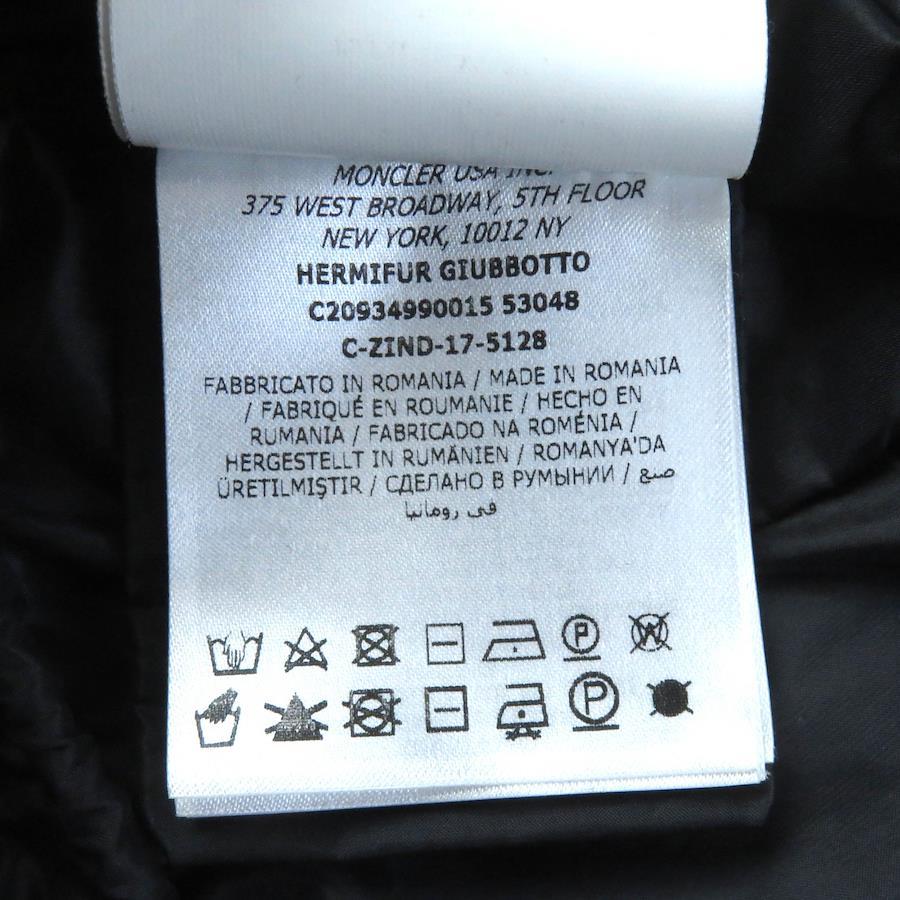 MONCLER USA INC.
375 WEST BROADWAY, 5TH FLOOR
NEW YORK, 10012 NY
HERMIFUR GIUBBOTTO
C20934990015 53048
C-ZIND-17-5128
FABBRICATO IN ROMANIA / MADE IN ROMANIA
/ FABRIQUÉ EN ROUMANIE / HECHO EN
RUMANIA / FABRICADO NA ROMÉNIA /
HERGESTELLT IN RUMÄNIEN / ROMANYA'DA
ÜRETILMIŞTIR / СДЕЛАНО В РУМЫНИИ / صنع
في رومانيا
P W
P